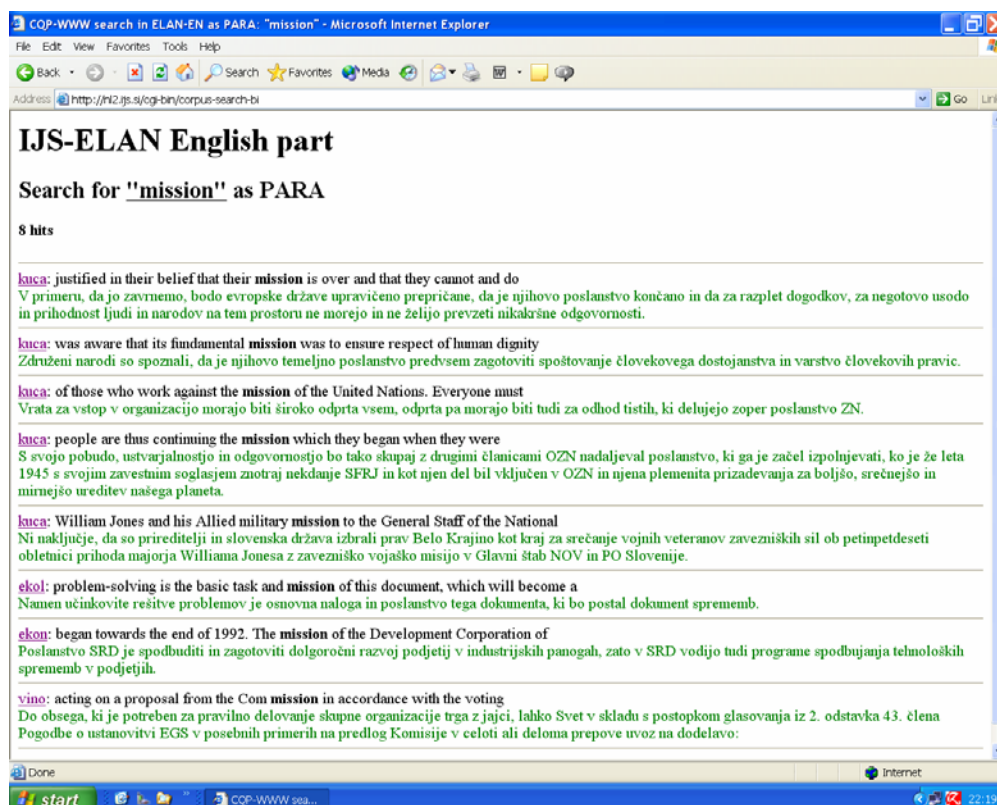 CQP-WWW search in ELAN-EN as PARA: "mission" - Microsoft Internet Explorer
File Edit View Favorites Tools Help
Back Search Favorites Media
Address http://nl2.ijs.si/cgi-bin/corpus-search-bi Go
IJS-ELAN English part
Search for "mission" as PARA
8 hits
kuca: justified in their belief that their mission is over and that they cannot and do
V primeru, da jo zavrnemo, bodo evropske države upravičeno prepričane, da je njihovo poslanstvo končano in da za razplet dogodkov, za negotovo usodo
in prihodnost ljudi in narodov na tem prostoru ne morejo in ne želijo prevzeti nikakršne odgovornosti.
kuca: was aware that its fundamental mission was to ensure respect of human dignity
Združeni narodi so spoznali, da je njihovo temeljno poslanstvo predvsem zagotoviti spoštovanje človekovega dostojanstva in varstvo človekovih pravic.
kuca: of those who work against the mission of the United Nations. Everyone must
Vrata za vstop v organizacijo morajo biti široko odprta vsem, odprta pa morajo biti tudi za odhod tistih, ki delujejo zoper poslanstvo ZN.
kuca: people are thus continuing the mission which they began when they were
S svojo pobudo, ustvarjalnostjo in odgovornostjo bo tako skupaj z drugimi članicami OZN nadaljeval poslanstvo, ki ga je začel izpolnjevati, ko je že leta
1945 s svojim zavestnim soglasjem znotraj nekdanje SFRJ in kot njen del bil vključen v OZN in njena plemenita prizadevanja za boljšo, srečnejšo in
mirnejšo ureditev našega planeta.
kuca: William Jones and his Allied military mission to the General Staff of the National
Ni naključje, da so prireditelji in slovenska država izbrali prav Belo Krajino kot kraj za srečanje vojnih veteranov zavezniških sil ob petinpetdeseti
obletnici prihoda majorja Williama Jonesa z zavezniško vojaško misijo v Glavni štab NOV in PO Slovenije.
ekol: problem-solving is the basic task and mission of this document, which will become a
Namen učinkovite rešitve problemov je osnovna naloga in poslanstvo tega dokumenta, ki bo postal dokument sprememb.
ekon: began towards the end of 1992. The mission of the Development Corporation of
Poslanstvo SRD je spodbuditi in zagotoviti dolgoročni razvoj podjetij v industrijskih panogah, zato v SRD vodijo tudi programe spodbujanja tehnoloških
sprememb v podjetjih.
vino: acting on a proposal from the Com mission in accordance with the voting
Do obsega, ki je potreben za pravilno delovanje skupne organizacije trga z jajci, lahko Svet v skladu s postopkom glasovanja iz 2. odstavka 43. člena
Pogodbe o ustanovitvi EGS v posebnih primerih na predlog Komisije v celoti ali deloma prepove uvoz na dodelavo:
Done Internet
start CQP-WWW sea... 22:19